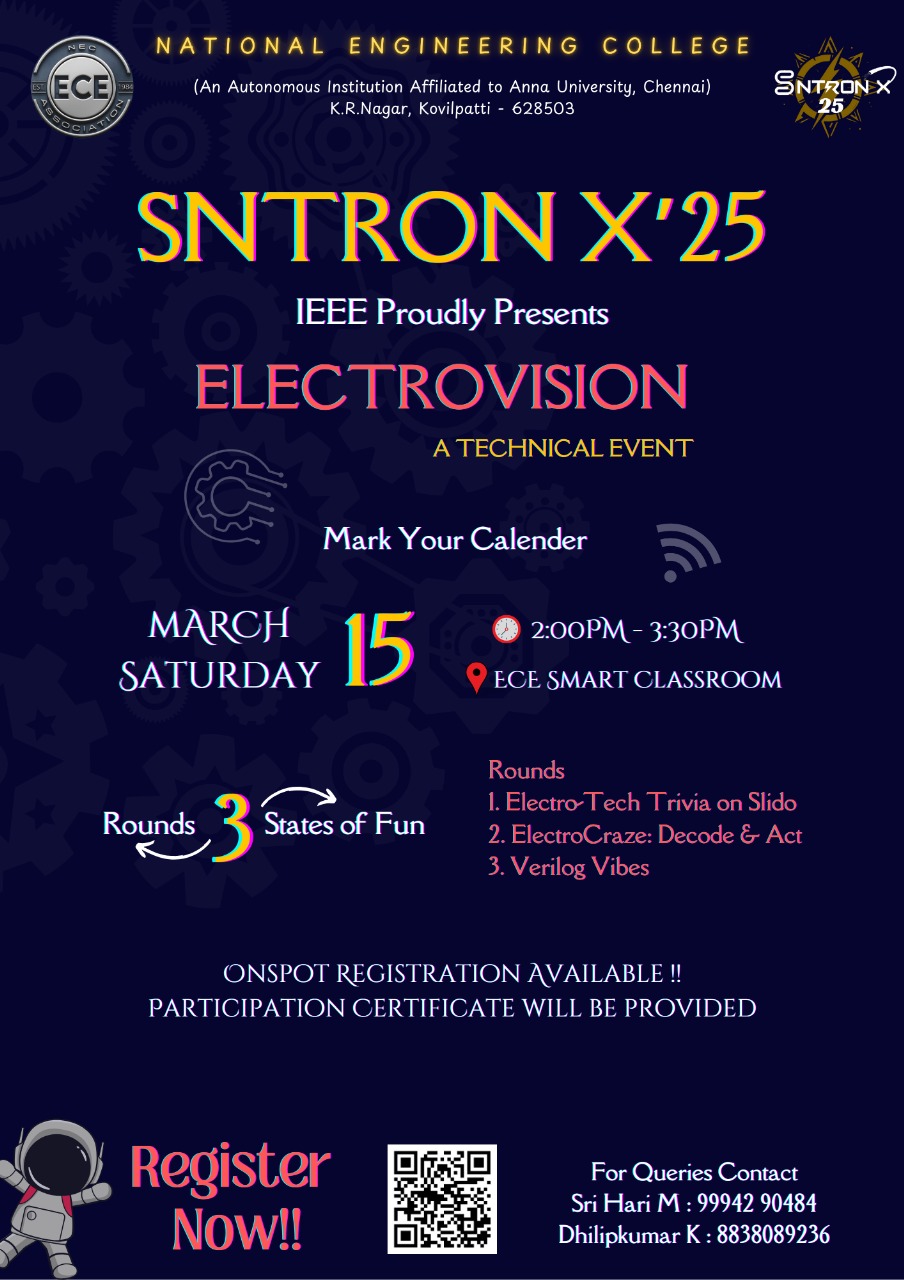 NATIONAL ENGINEERING COLLEGE
(An Autonomous Institution Affiliated to Anna University, Chennai)
K.R.Nagar, Kovilpatti - 628503
NEC
EST 1984
ECE
ASSOCIATION
SNTRON X
25
SNTRON X'25
IEEE Proudly Presents
ELECTROVISION
A TECHNICAL EVENT
Mark Your Calender
MARCH
SATURDAY
15
2:00PM - 3:30PM
ECE SMART CLASSROOM
Rounds 3 States of Fun
Rounds
1. Electro-Tech Trivia on Slido
2. ElectroCraze: Decode & Act
3. Verilog Vibes
ONSPOT REGISTRATION AVAILABLE !!
PARTICIPATION CERTIFICATE WILL BE PROVIDED
Register
Now!!
For Queries Contact
Sri Hari M : 99942 90484
Dhilipkumar K : 8838089236